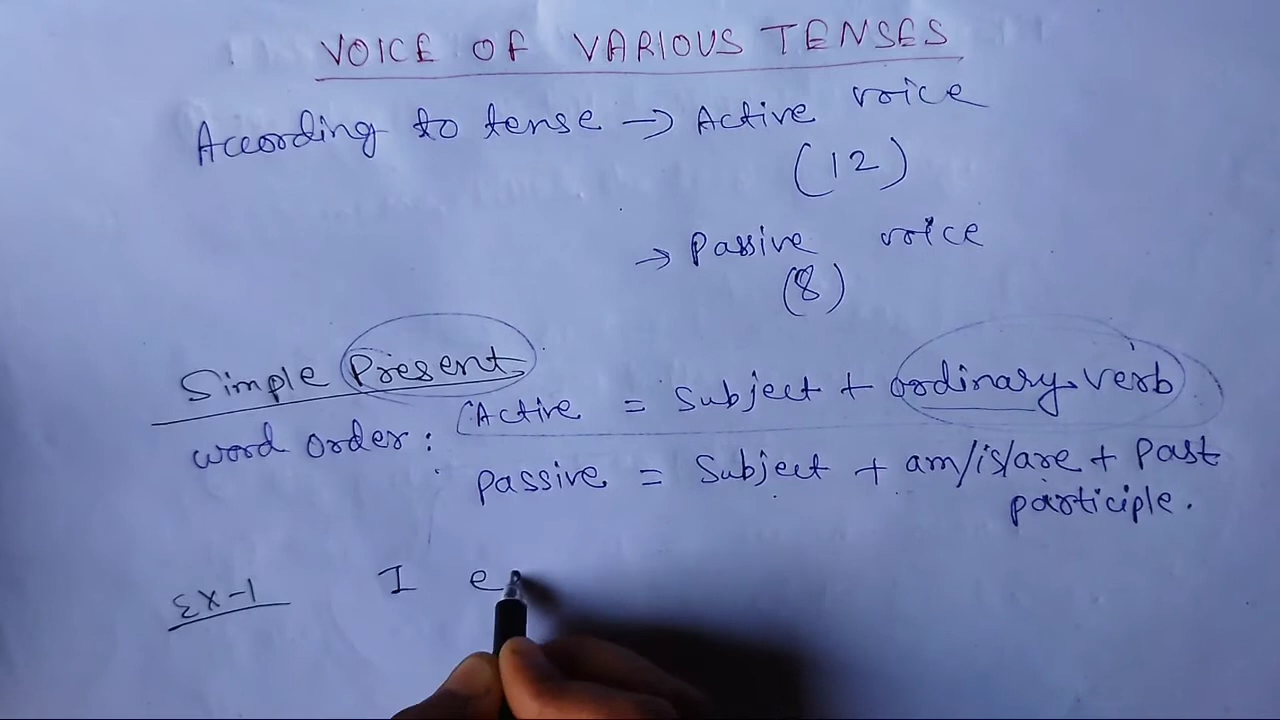 VOICE OF VARIOUS TENSES
According to tense → Active voice
(12)
→ Passive voice
(8)
Simple Present
word order: Active = Subject + ordinary verb
Passive = Subject + am/is/are + Past
participle.
Ex-1 I e